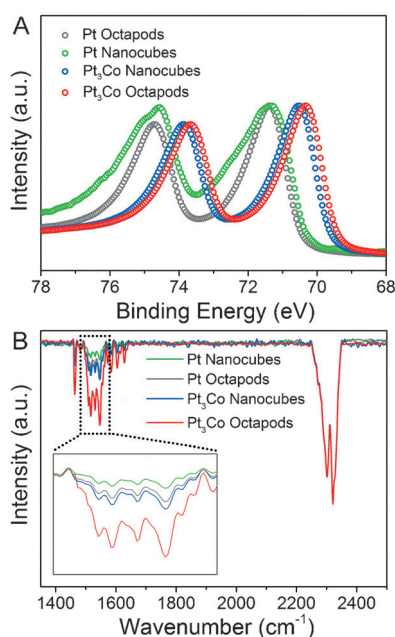 A
Pt Octapods
Pt Nanocubes
Pt₃Co Nanocubes
Pt₃Co Octapods
Intensity (a.u.)
78 76 74 72 70 68
Binding Energy (eV)
B
Pt Nanocubes
Pt Octapods
Pt₃Co Nanocubes
Pt₃Co Octapods
Intensity (a.u.)
1400 1600 1800 2000 2200 2400
Wavenumber (cm⁻¹)